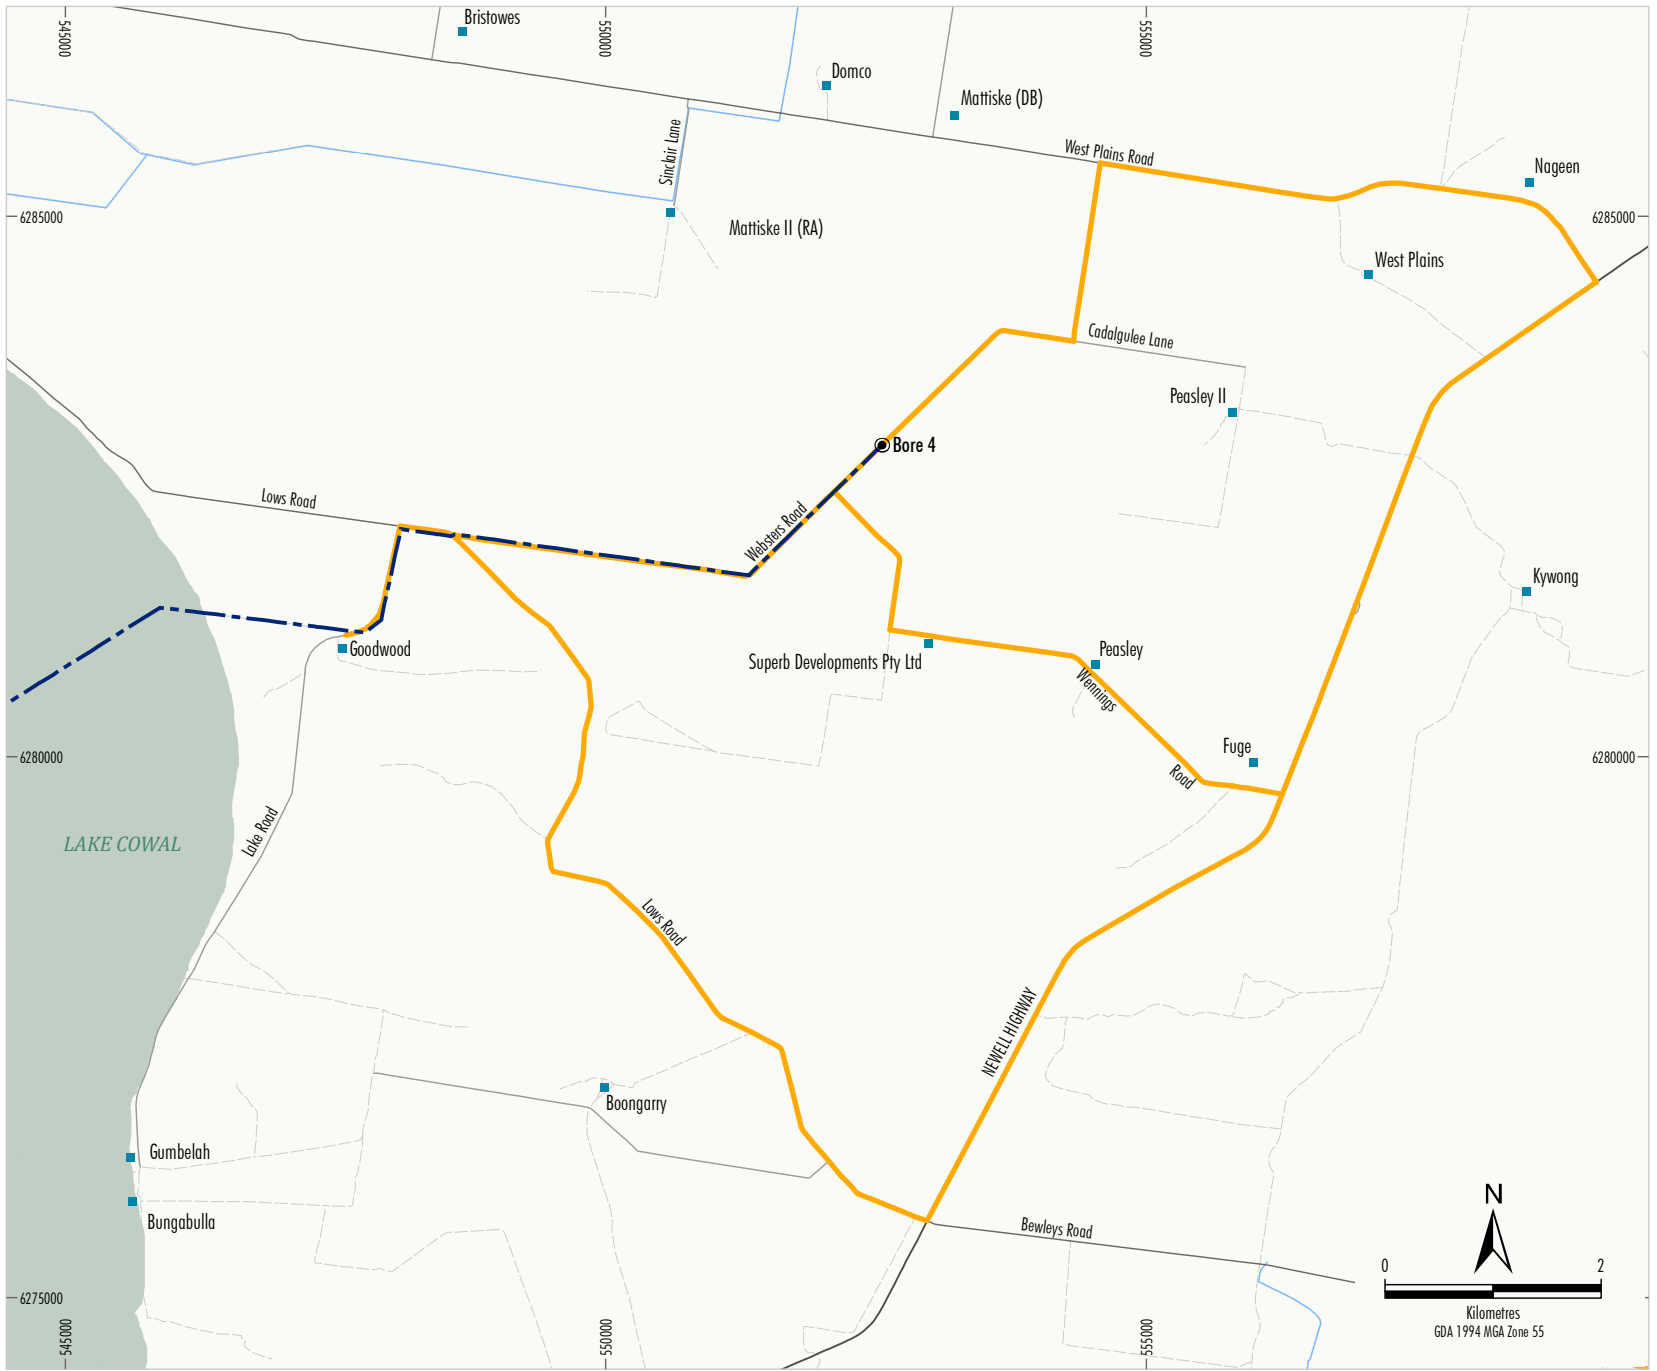 Bristowes
545000
550000
555000
Domco
Mattiske (DB)
Sinclair Lane
West Plains Road
Nageen
6285000
6285000
Mattiske II (RA)
West Plains
Cadalgulee Lane
Peasley II
Bore 4
Lows Road
Websters Road
Kywong
Goodwood
Superb Developments Pty Ltd
Peasley
Wennings
Road
Fuge
6280000
6280000
Lake Road
LAKE COWAL
Lows Road
NEWELL HIGHWAY
Boongarry
Gumbelah
Bungabulla
Bewleys Road
N
0 2
Kilometres
GDA 1994 MGA Zone 55
6275000
545000
550000
555000